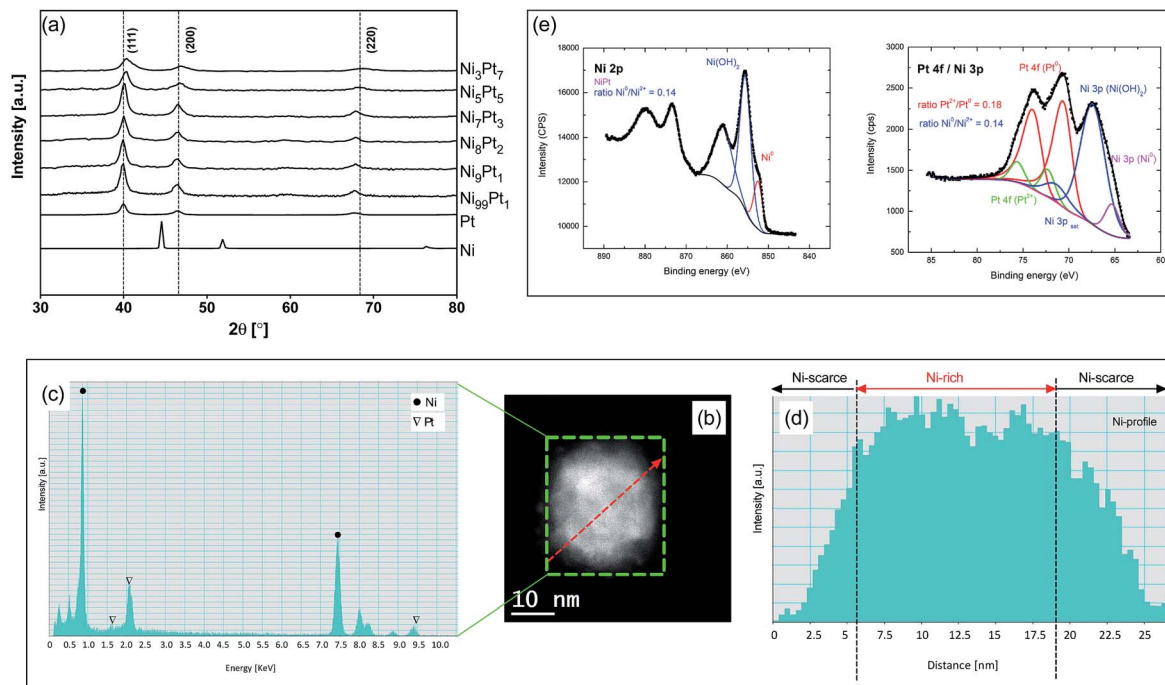 (a)
(111)
(200)
(220)
Ni3Pt7
Ni5Pt5
Ni7Pt3
Ni8Pt2
Ni9Pt1
Ni99Pt1
Pt
Ni
Intensity [a.u.]
30 40 50 60 70 80
2θ [°]
(e)
Ni 2p
NiPt
ratio Ni0/Ni2+ = 0.14
Ni(OH)2
Ni0
18000
16000
14000
12000
10000
Intensity (CPS)
890 880 870 860 850 840
Binding energy (eV)
Pt 4f / Ni 3p
Pt 4f (Pt0)
ratio Pt2+/Pt0 = 0.18
ratio Ni0/Ni2+ = 0.14
Ni 3p (Ni(OH)2)
Ni 3p (Ni0)
Pt 4f (Pt2+)
Ni 3p sat
3500
3000
2500
2000
1500
1000
500
Intensity (cps)
85 80 75 70 65 60
Binding energy (eV)
(c)
● Ni
▽ Pt
Intensity [a.u.]
0 0.5 1.0 1.5 2.0 2.5 3.0 3.5 4.0 4.5 5.0 5.5 6.0 6.5 7.0 7.5 8.0 8.5 9.0 9.5 10.0
Energy [KeV]
(b)
10 nm
Ni-scarce
Ni-rich
Ni-scarce
(d)
Ni-profile
Intensity [a.u.]
0 2.5 5 7.5 10 12.5 15 17.5 20 22.5 25
Distance [nm]